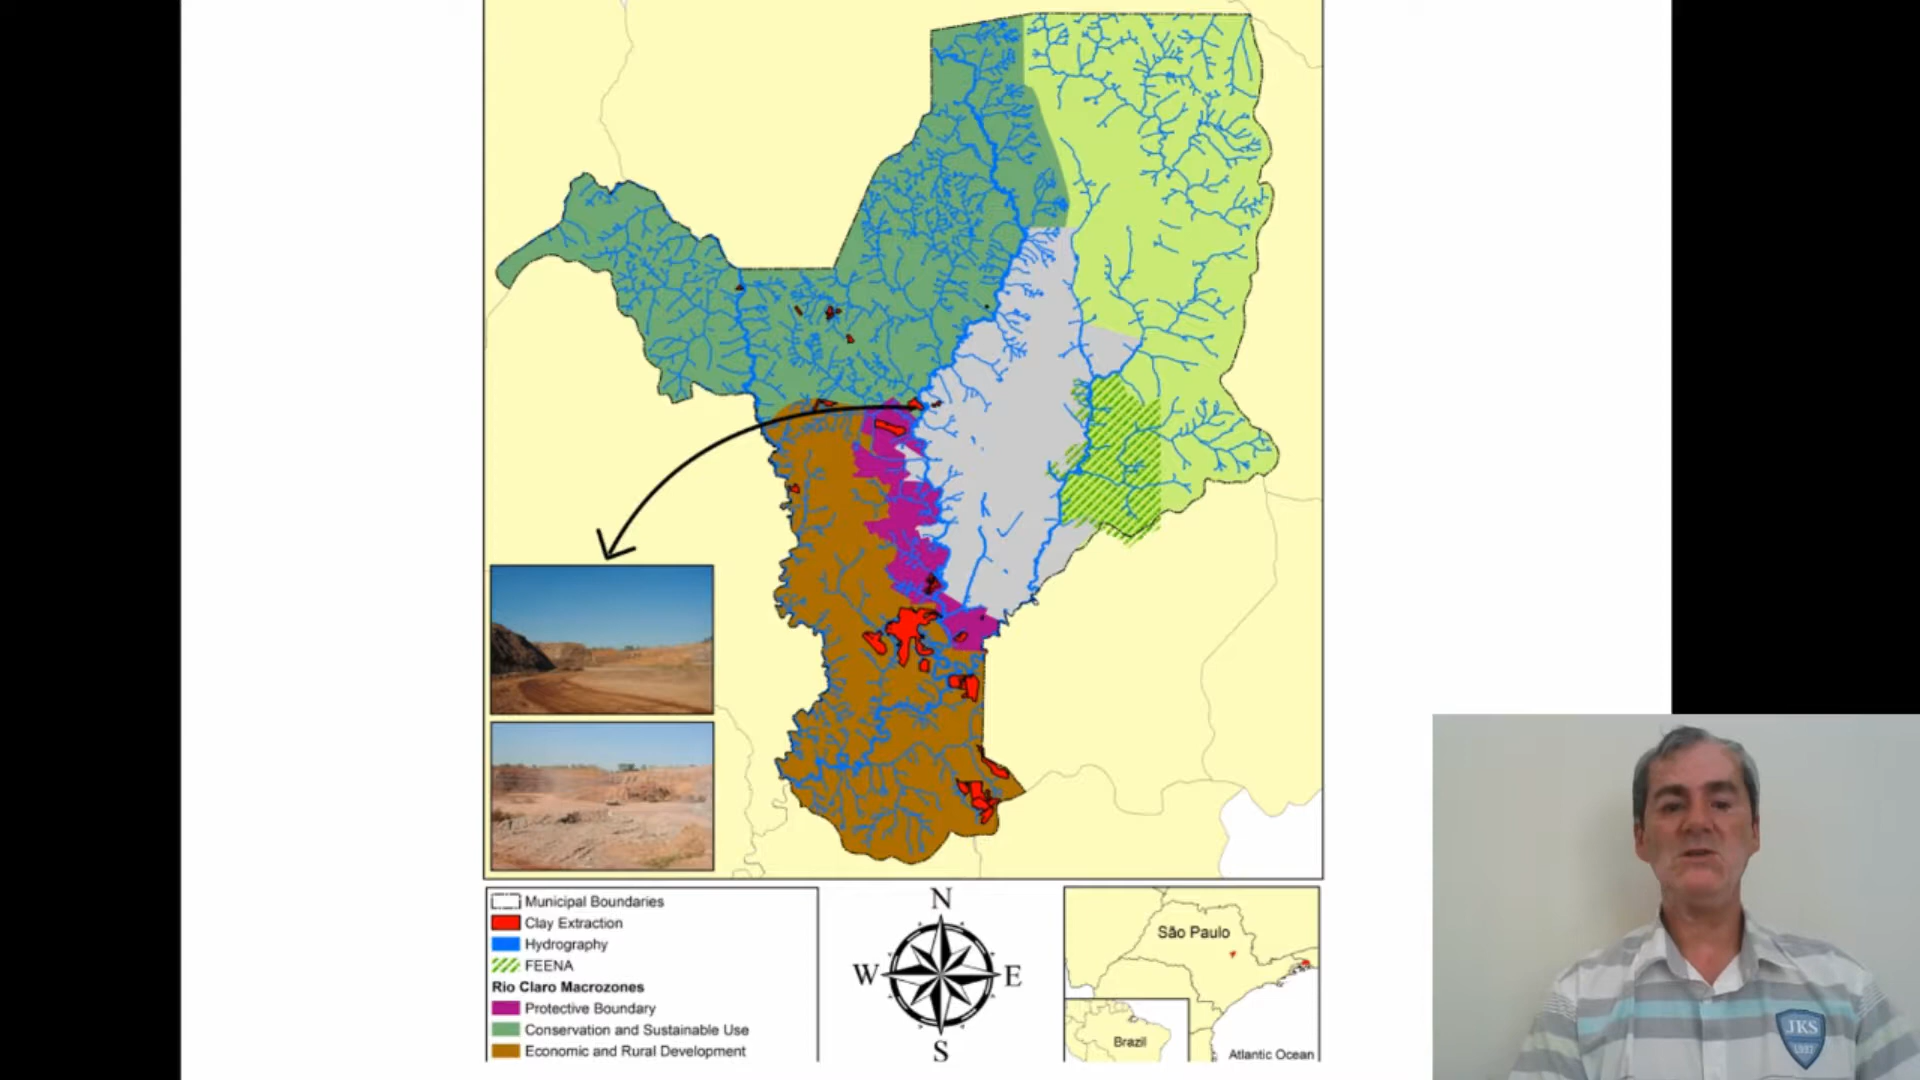 Municipal Boundaries
Clay Extraction
Hydrography
FEENA
Rio Claro Macrozones
Protective Boundary
Conservation and Sustainable Use
Economic and Rural Development
N
W
E
S
São Paulo
Brazil
Atlantic Ocean
JKS